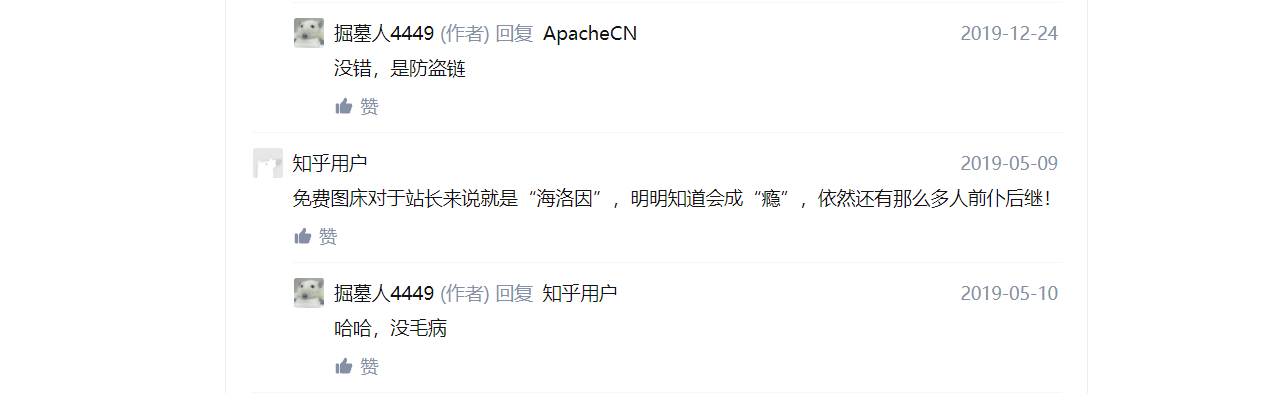 掘墓人4449 (作者) 回复 ApacheCN 2019-12-24
没错，是防盗链
赞
知乎用户 2019-05-09
免费图床对于站长来说就是“海洛因”，明明知道会成“瘾”，依然还有那么多人前仆后继！
赞
掘墓人4449 (作者) 回复 知乎用户 2019-05-10
哈哈，没毛病
赞